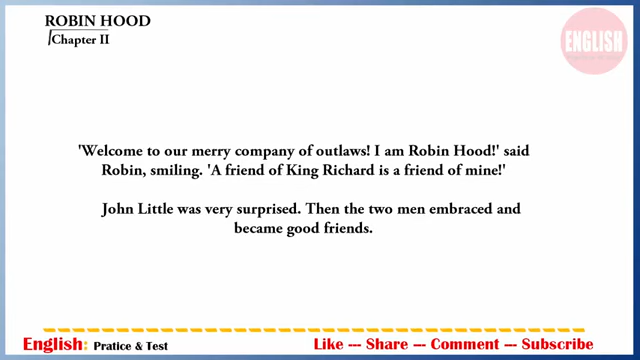 ROBIN HOOD
Chapter II
ENGLISH
'Welcome to our merry company of outlaws! I am Robin Hood!' said
Robin, smiling. 'A friend of King Richard is a friend of mine!'
John Little was very surprised. Then the two men embraced and
became good friends.
English: Pratice & Test
Like --- Share --- Comment --- Subscribe